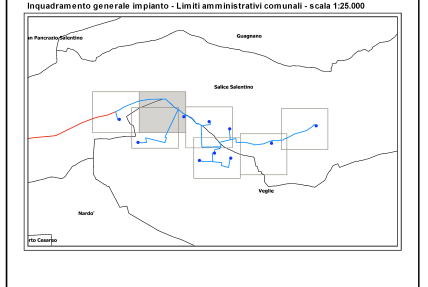 Inquadramento generale impianto - Limiti amministrativi comunali - scala 1:25.000
an Pancrazio Salentino
Guagnano
Salice Salentino
Veglie
Nardo'
rto Cesareo